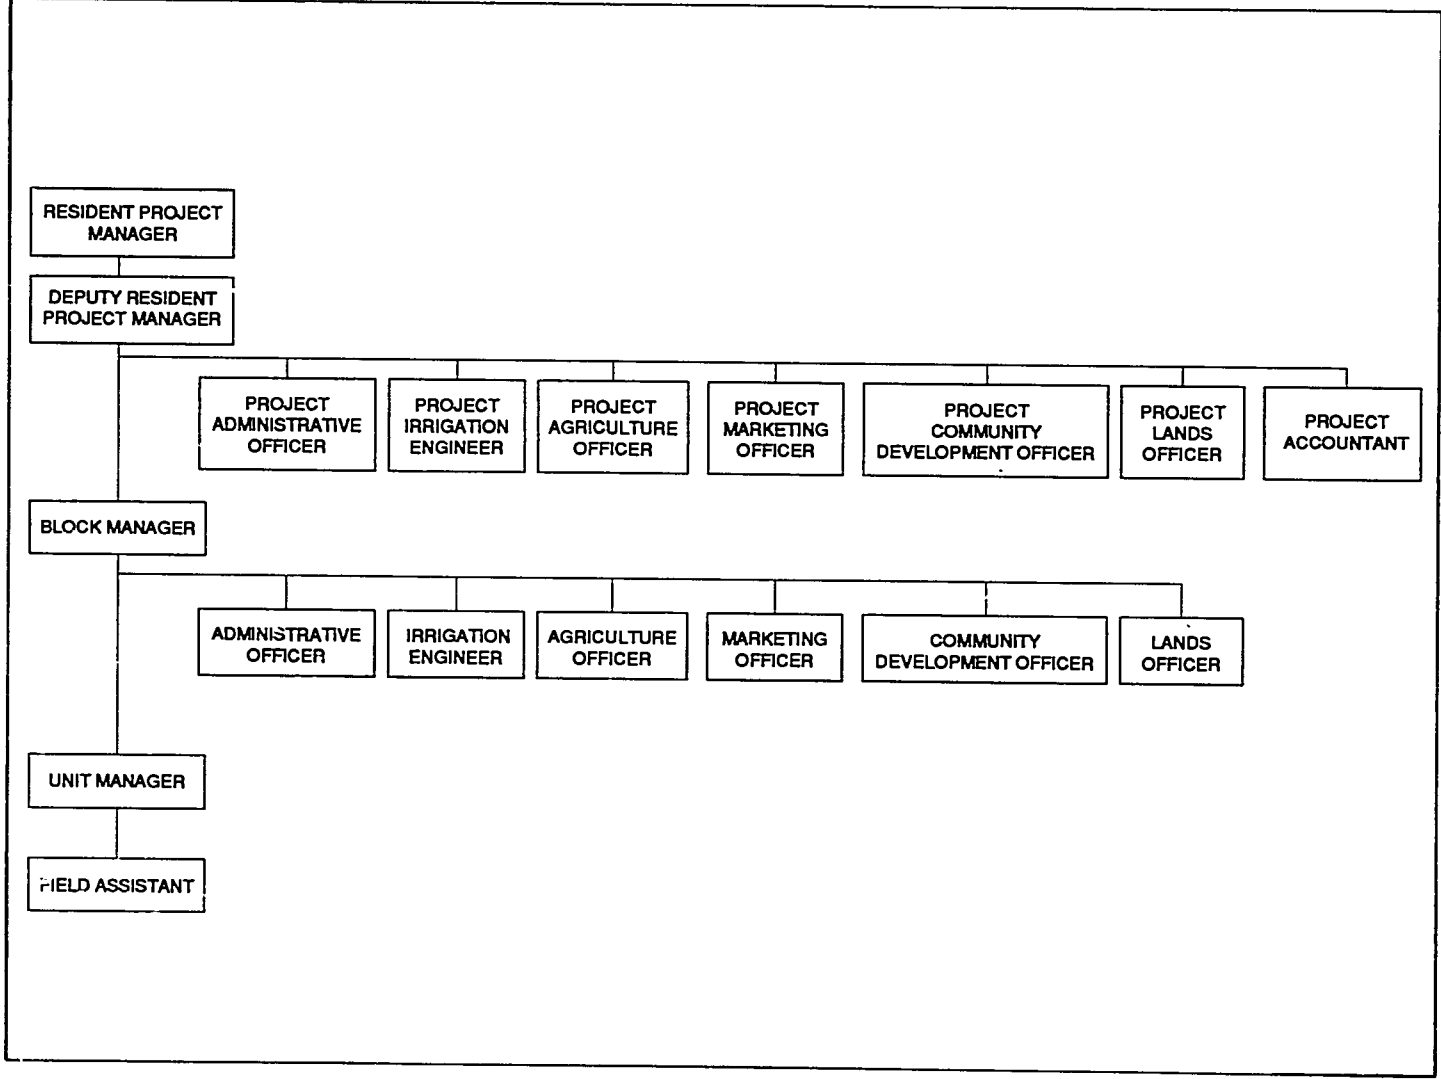 RESIDENT PROJECT
MANAGER
DEPUTY RESIDENT
PROJECT MANAGER
PROJECT
ADMINISTRATIVE
OFFICER
PROJECT
IRRIGATION
ENGINEER
PROJECT
AGRICULTURE
OFFICER
PROJECT
MARKETING
OFFICER
PROJECT
COMMUNITY
DEVELOPMENT OFFICER
PROJECT
LANDS
OFFICER
PROJECT
ACCOUNTANT
BLOCK MANAGER
ADMINISTRATIVE
OFFICER
IRRIGATION
ENGINEER
AGRICULTURE
OFFICER
MARKETING
OFFICER
COMMUNITY
DEVELOPMENT OFFICER
LANDS
OFFICER
UNIT MANAGER
FIELD ASSISTANT